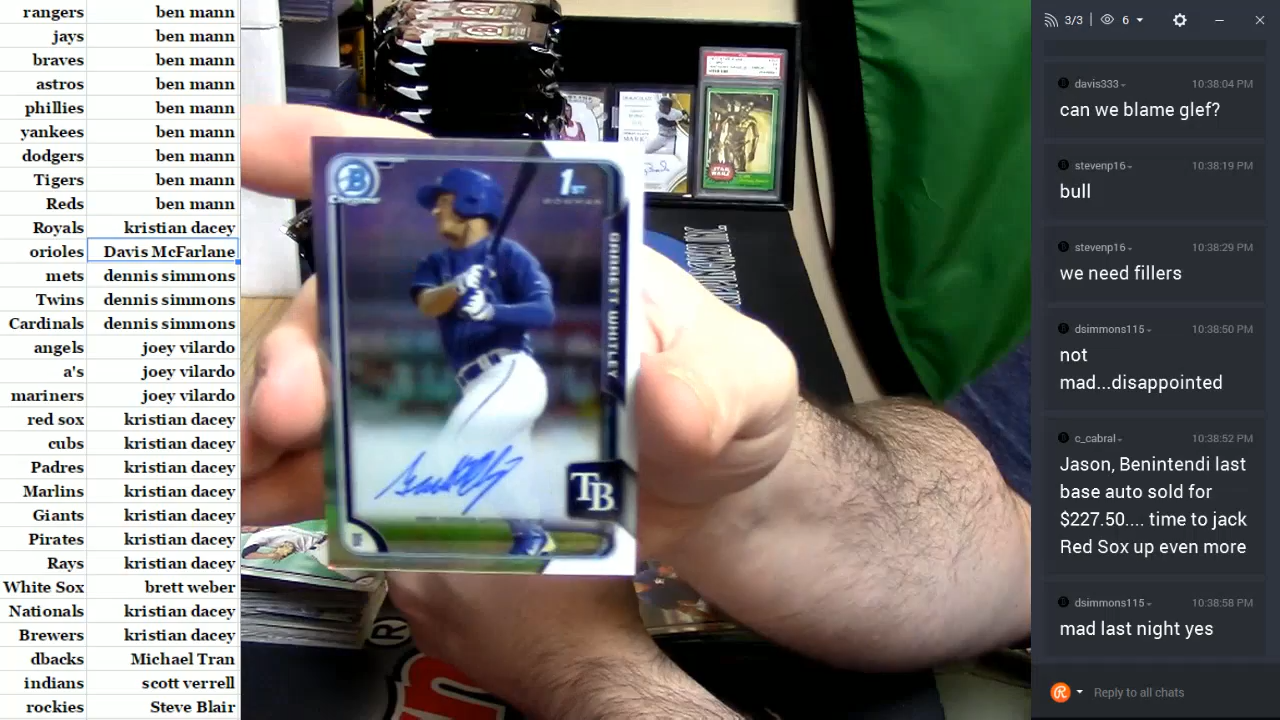 rangers ben mann
jays ben mann
braves ben mann
astros ben mann
phillies ben mann
yankees ben mann
dodgers ben mann
Tigers ben mann
Reds ben mann
Royals kristian dacey
orioles Davis McFarlane
mets dennis simmons
Twins dennis simmons
Cardinals dennis simmons
angels joey vilardo
a's joey vilardo
mariners joey vilardo
red sox kristian dacey
cubs kristian dacey
Padres kristian dacey
Marlins kristian dacey
Giants kristian dacey
Pirates kristian dacey
Rays kristian dacey
White Sox brett weber
Nationals kristian dacey
Brewers kristian dacey
dbacks Michael Tran
indians scott verrell
rockies Steve Blair
B
Chrome
1ST
BOWMAN
GARRETT WHITLEY
TB
STAR
WARS
3/3 6
davis333 10:38:04 PM
can we blame glef?
stevenp16 10:38:19 PM
bull
stevenp16 10:38:29 PM
we need fillers
dsimmons115 10:38:50 PM
not
mad...disappointed
c_cabral 10:38:52 PM
Jason, Benintendi last
base auto sold for
$227.50.... time to jack
Red Sox up even more
dsimmons115 10:38:58 PM
mad last night yes
Reply to all chats